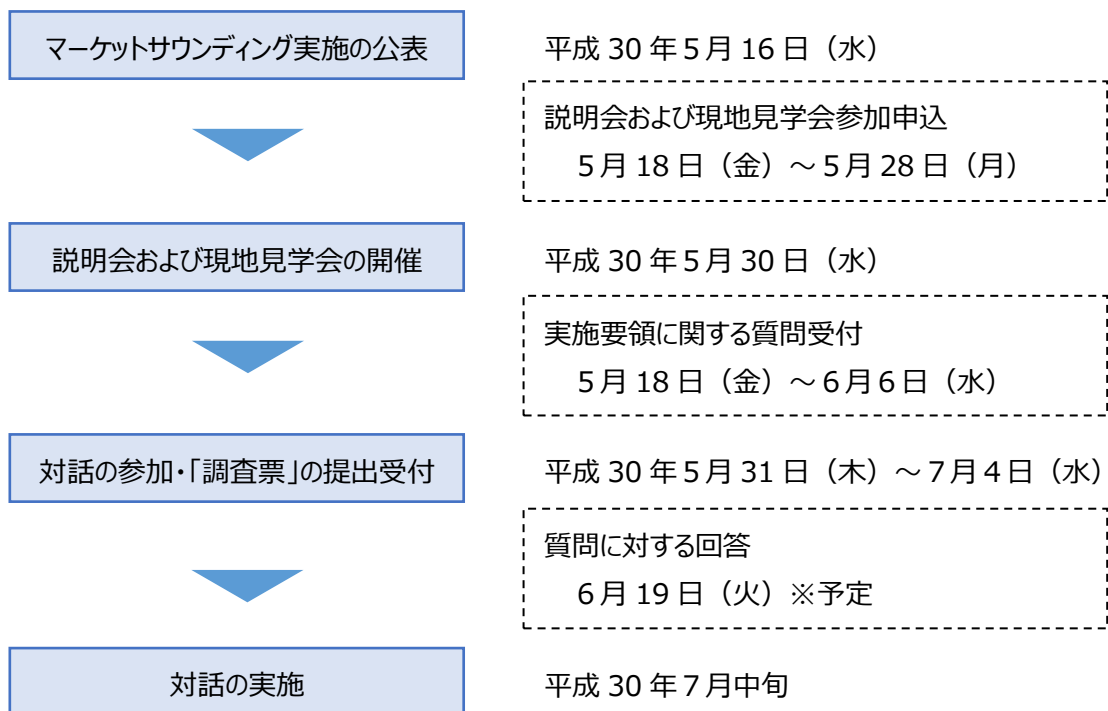 マーケットサウンディング実施の公表
平成 30 年５月 16 日（水）
説明会および現地見学会参加申込
５月 18 日（金）～５月 28 日（月）
説明会および現地見学会の開催
平成 30 年５月 30 日（水）
実施要領に関する質問受付
５月 18 日（金）～６月６日（水）
対話の参加・「調査票」の提出受付
平成 30 年５月 31 日（木）～７月４日（水）
質問に対する回答
６月 19 日（火）※予定
対話の実施
平成 30 年７月中旬